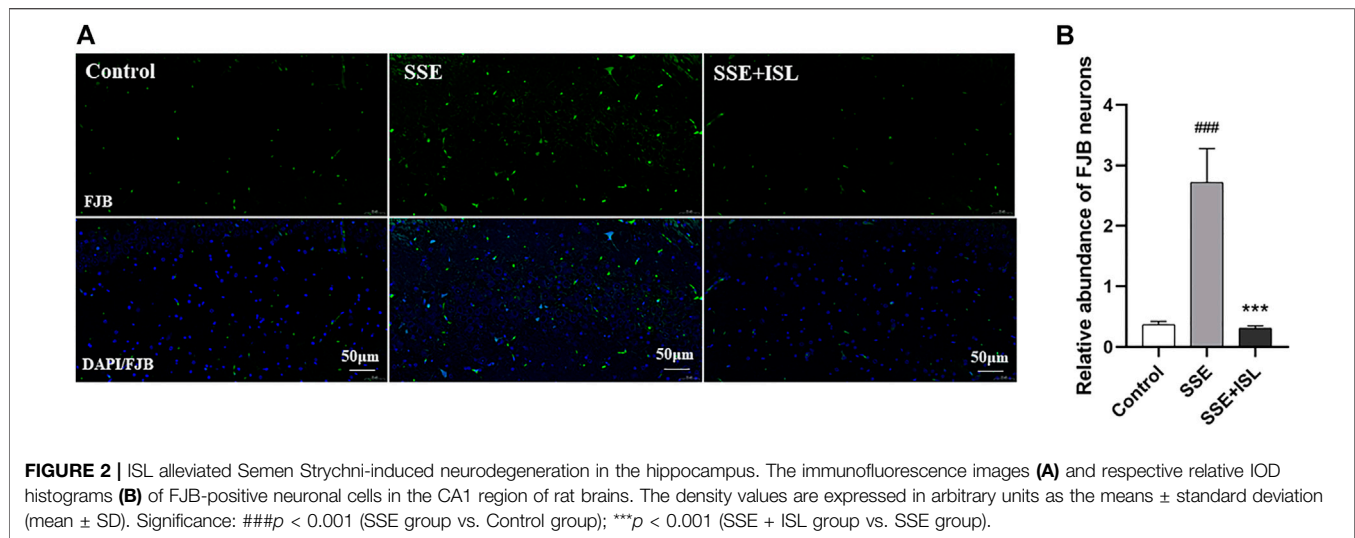 A
Control
SSE
SSE+ISL
FJB
DAPI/FJB
50μm
50μm
50μm
B
Relative abundance of FJB neurons
4
3
2
1
0
###
***
Control
SSE
SSE+ISL
FIGURE 2 | ISL alleviated Semen Strychni-induced neurodegeneration in the hippocampus. The immunofluorescence images (A) and respective relative IOD
histograms (B) of FJB-positive neuronal cells in the CA1 region of rat brains. The density values are expressed in arbitrary units as the means ± standard deviation
(mean ± SD). Significance: ###p < 0.001 (SSE group vs. Control group); ***p < 0.001 (SSE + ISL group vs. SSE group).